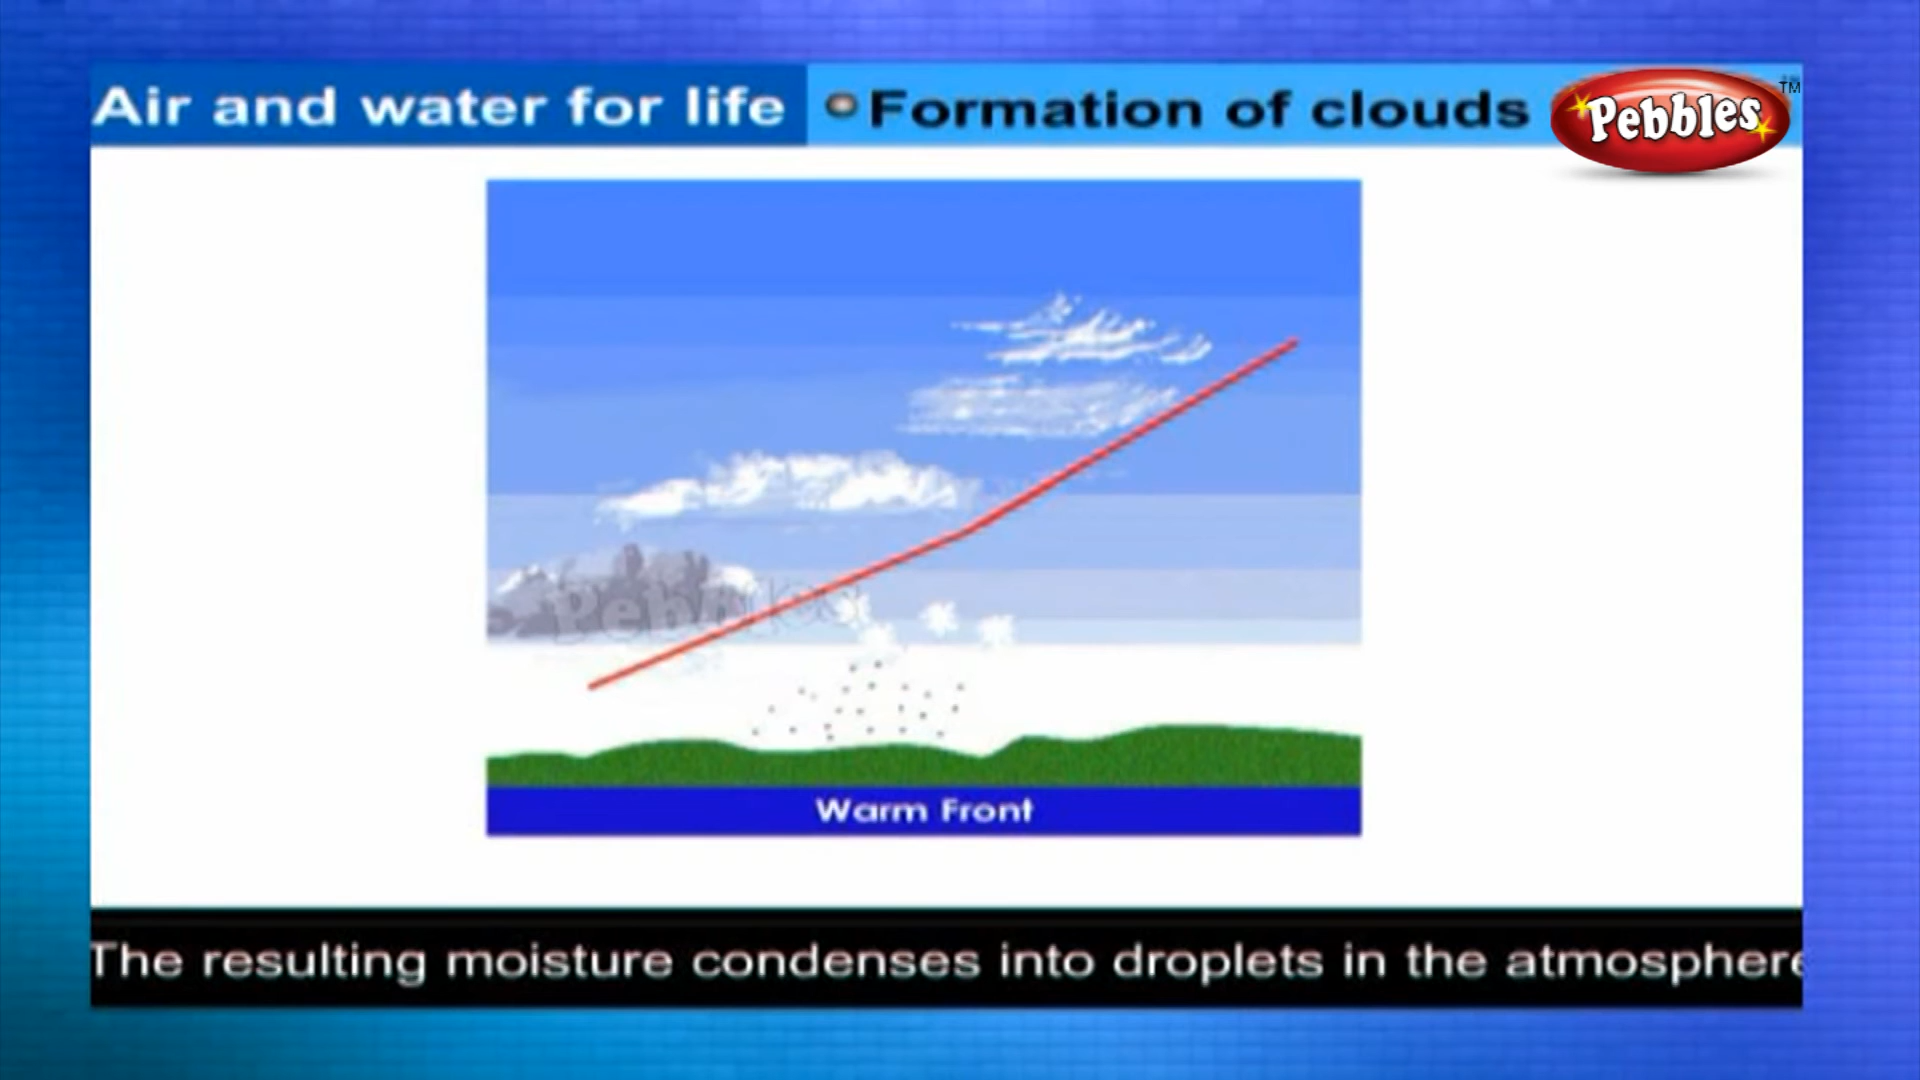 Air and water for life
Formation of clouds
Pebbles
TM
Pebbles
Warm Front
The resulting moisture condenses into droplets in the atmosphere